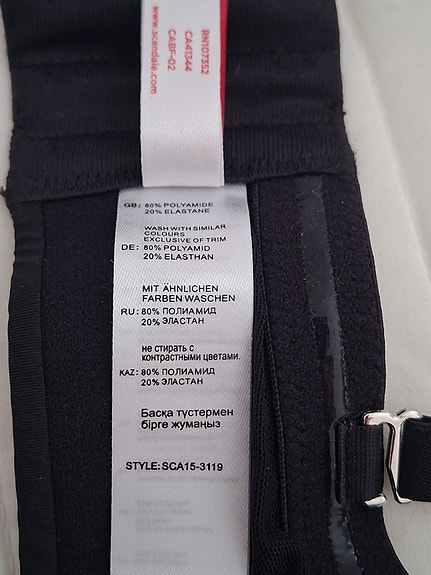 RN107352
CA41344
CABF-02
www.scandale.com
GB: 80% POLYAMIDE
20% ELASTANE
WASH WITH SIMILAR
COLOURS
EXCLUSIVE OF TRIM
DE: 80% POLYAMID
20% ELASTHAN
MIT ÄHNLICHEN
FARBEN WASCHEN
RU: 80% ПОЛИАМИД
20% ЭЛАСТАН
не стирать с
контрастными цветами.
KAZ: 80% ПОЛИАМИД
20% ЭЛАСТАН
Басқа түстермен
бірге жумаңыз
STYLE: SCA15-3119